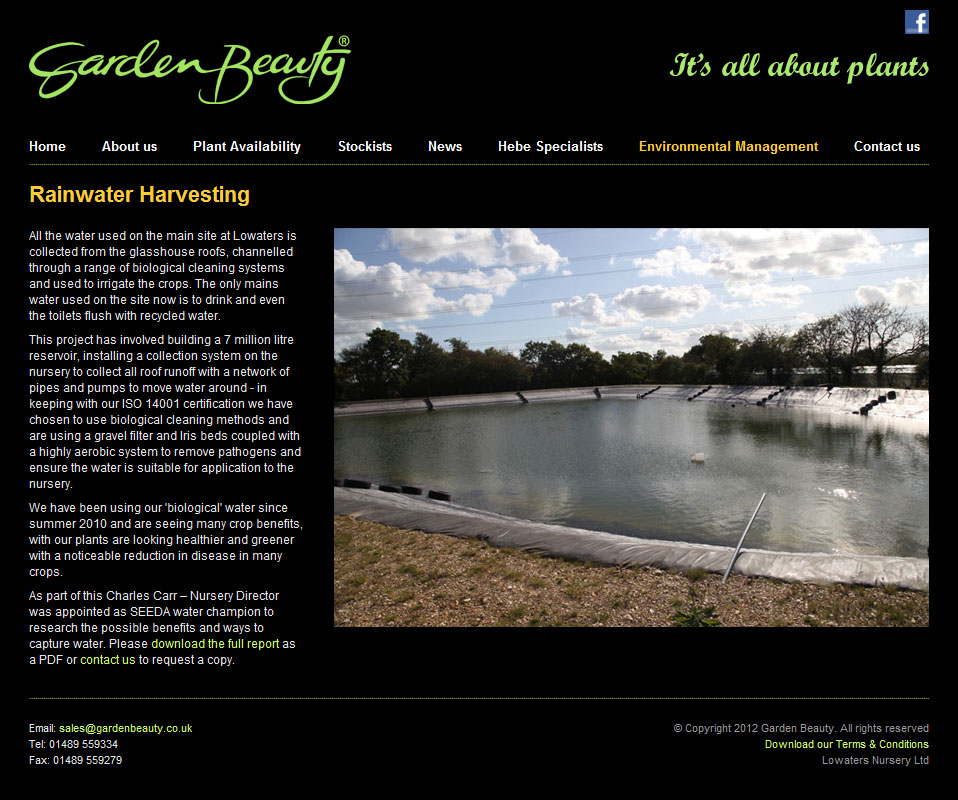 Garden Beauty®
It's all about plants
Home About us Plant Availability Stockists News Hebe Specialists Environmental Management Contact us
Rainwater Harvesting
All the water used on the main site at Lowaters is
collected from the glasshouse roofs, channelled
through a range of biological cleaning systems
and used to irrigate the crops. The only mains
water used on the site now is to drink and even
the toilets flush with recycled water.
This project has involved building a 7 million litre
reservoir, installing a collection system on the
nursery to collect all roof runoff with a network of
pipes and pumps to move water around - in
keeping with our ISO 14001 certification we have
chosen to use biological cleaning methods and
are using a gravel filter and Iris beds coupled with
a highly aerobic system to remove pathogens and
ensure the water is suitable for application to the
nursery.
We have been using our 'biological' water since
summer 2010 and are seeing many crop benefits,
with our plants are looking healthier and greener
with a noticeable reduction in disease in many
crops.
As part of this Charles Carr – Nursery Director
was appointed as SEEDA water champion to
research the possible benefits and ways to
capture water. Please download the full report as
a PDF or contact us to request a copy.
Email: sales@gardenbeauty.co.uk
Tel: 01489 559334
Fax: 01489 559279
© Copyright 2012 Garden Beauty. All rights reserved
Download our Terms & Conditions
Lowaters Nursery Ltd